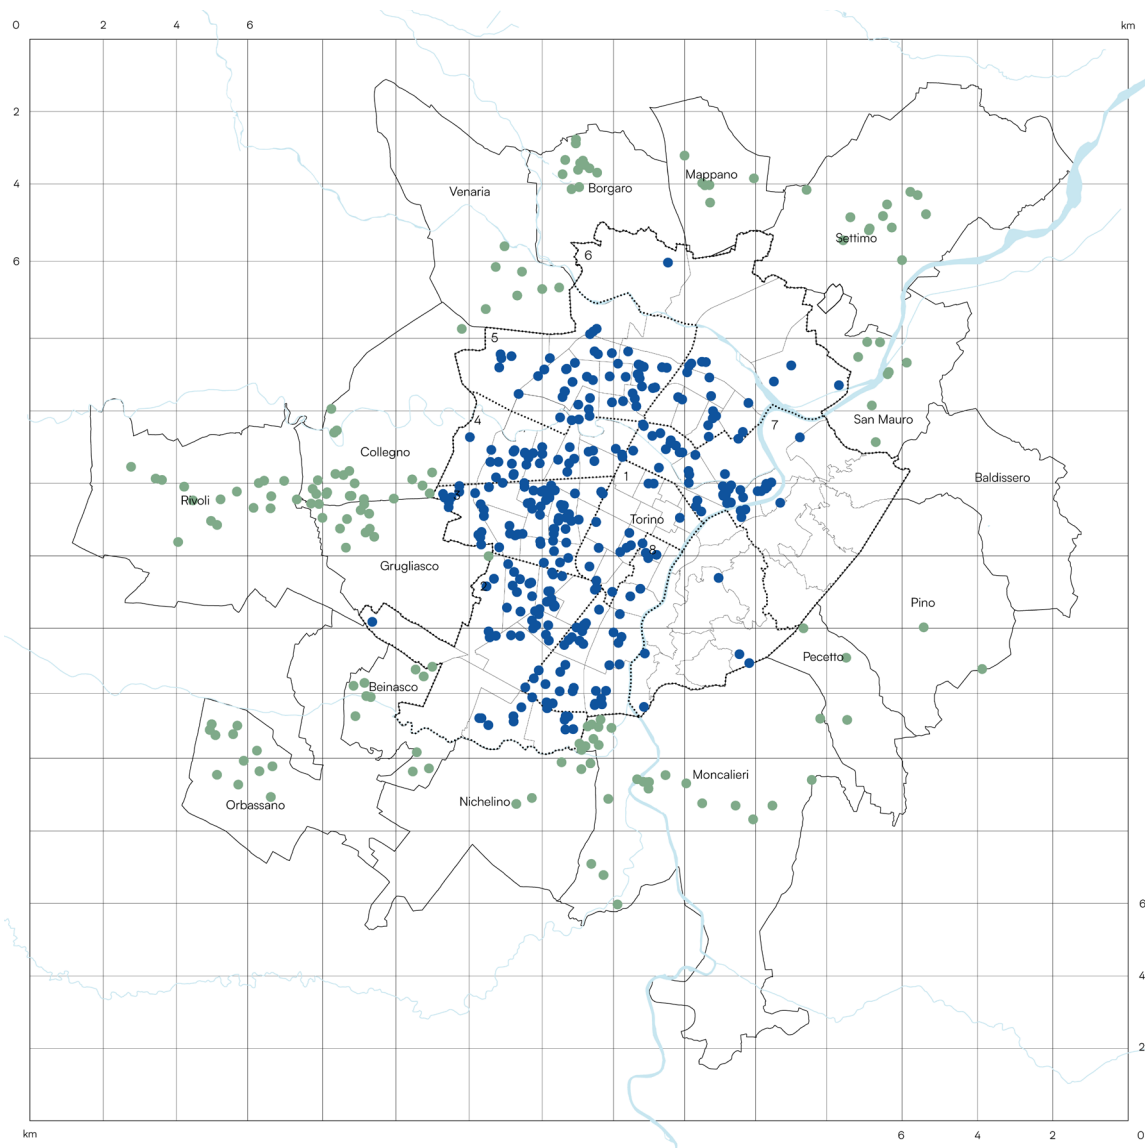 0 2 4 6 km
2
4
6
Venaria
Borgaro
Mappano
Settimo
6
5
4
7
San Mauro
Collegno
Baldissero
Rivoli
3
1
Torino
8
Grugliasco
2
Pino
Pecetto
Beinasco
Moncalieri
Nichelino
Orbassano
6
4
2
km 6 4 2 0